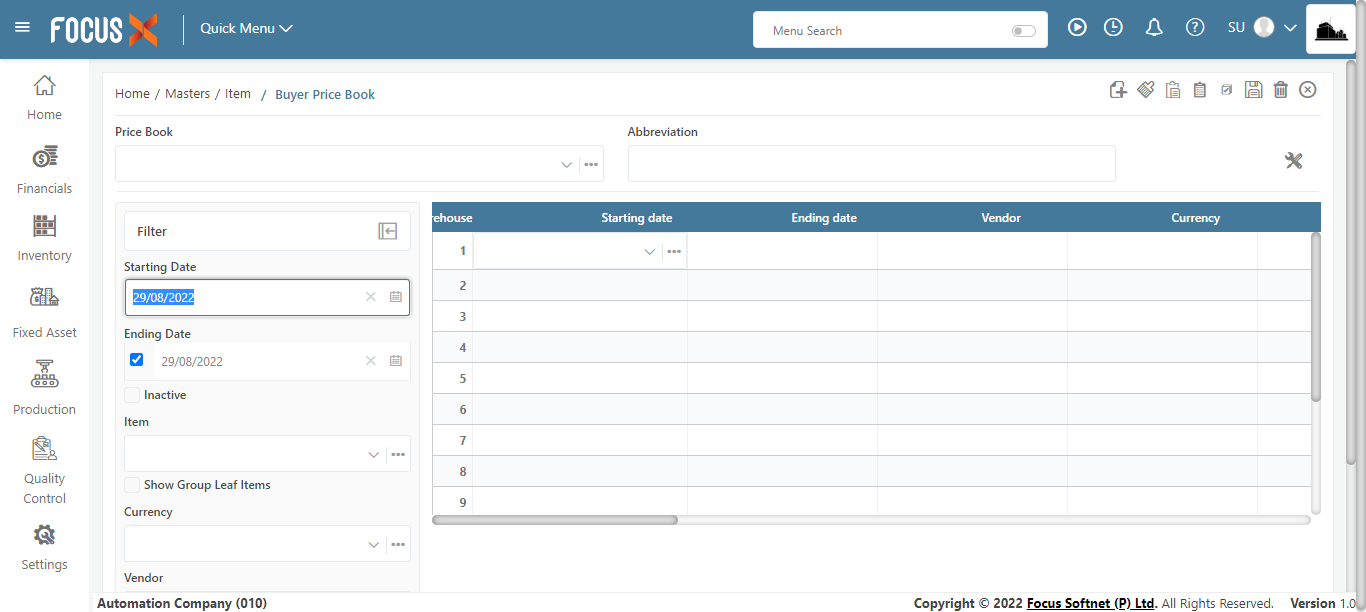 FOCUS X
Quick Menu
Menu Search
SU
Home
Financials
Inventory
Fixed Asset
Production
Quality
Control
Settings
Home / Masters / Item / Buyer Price Book
Price Book
Abbreviation
Filter
Starting Date
29/08/2022
Ending Date
29/08/2022
Inactive
Item
Show Group Leaf Items
Currency
Vendor
rehouse Starting date Ending date Vendor Currency
1
2
3
4
5
6
7
8
9
Automation Company (010)
Copyright © 2022 Focus Softnet (P) Ltd. All Rights Reserved. Version 1.0